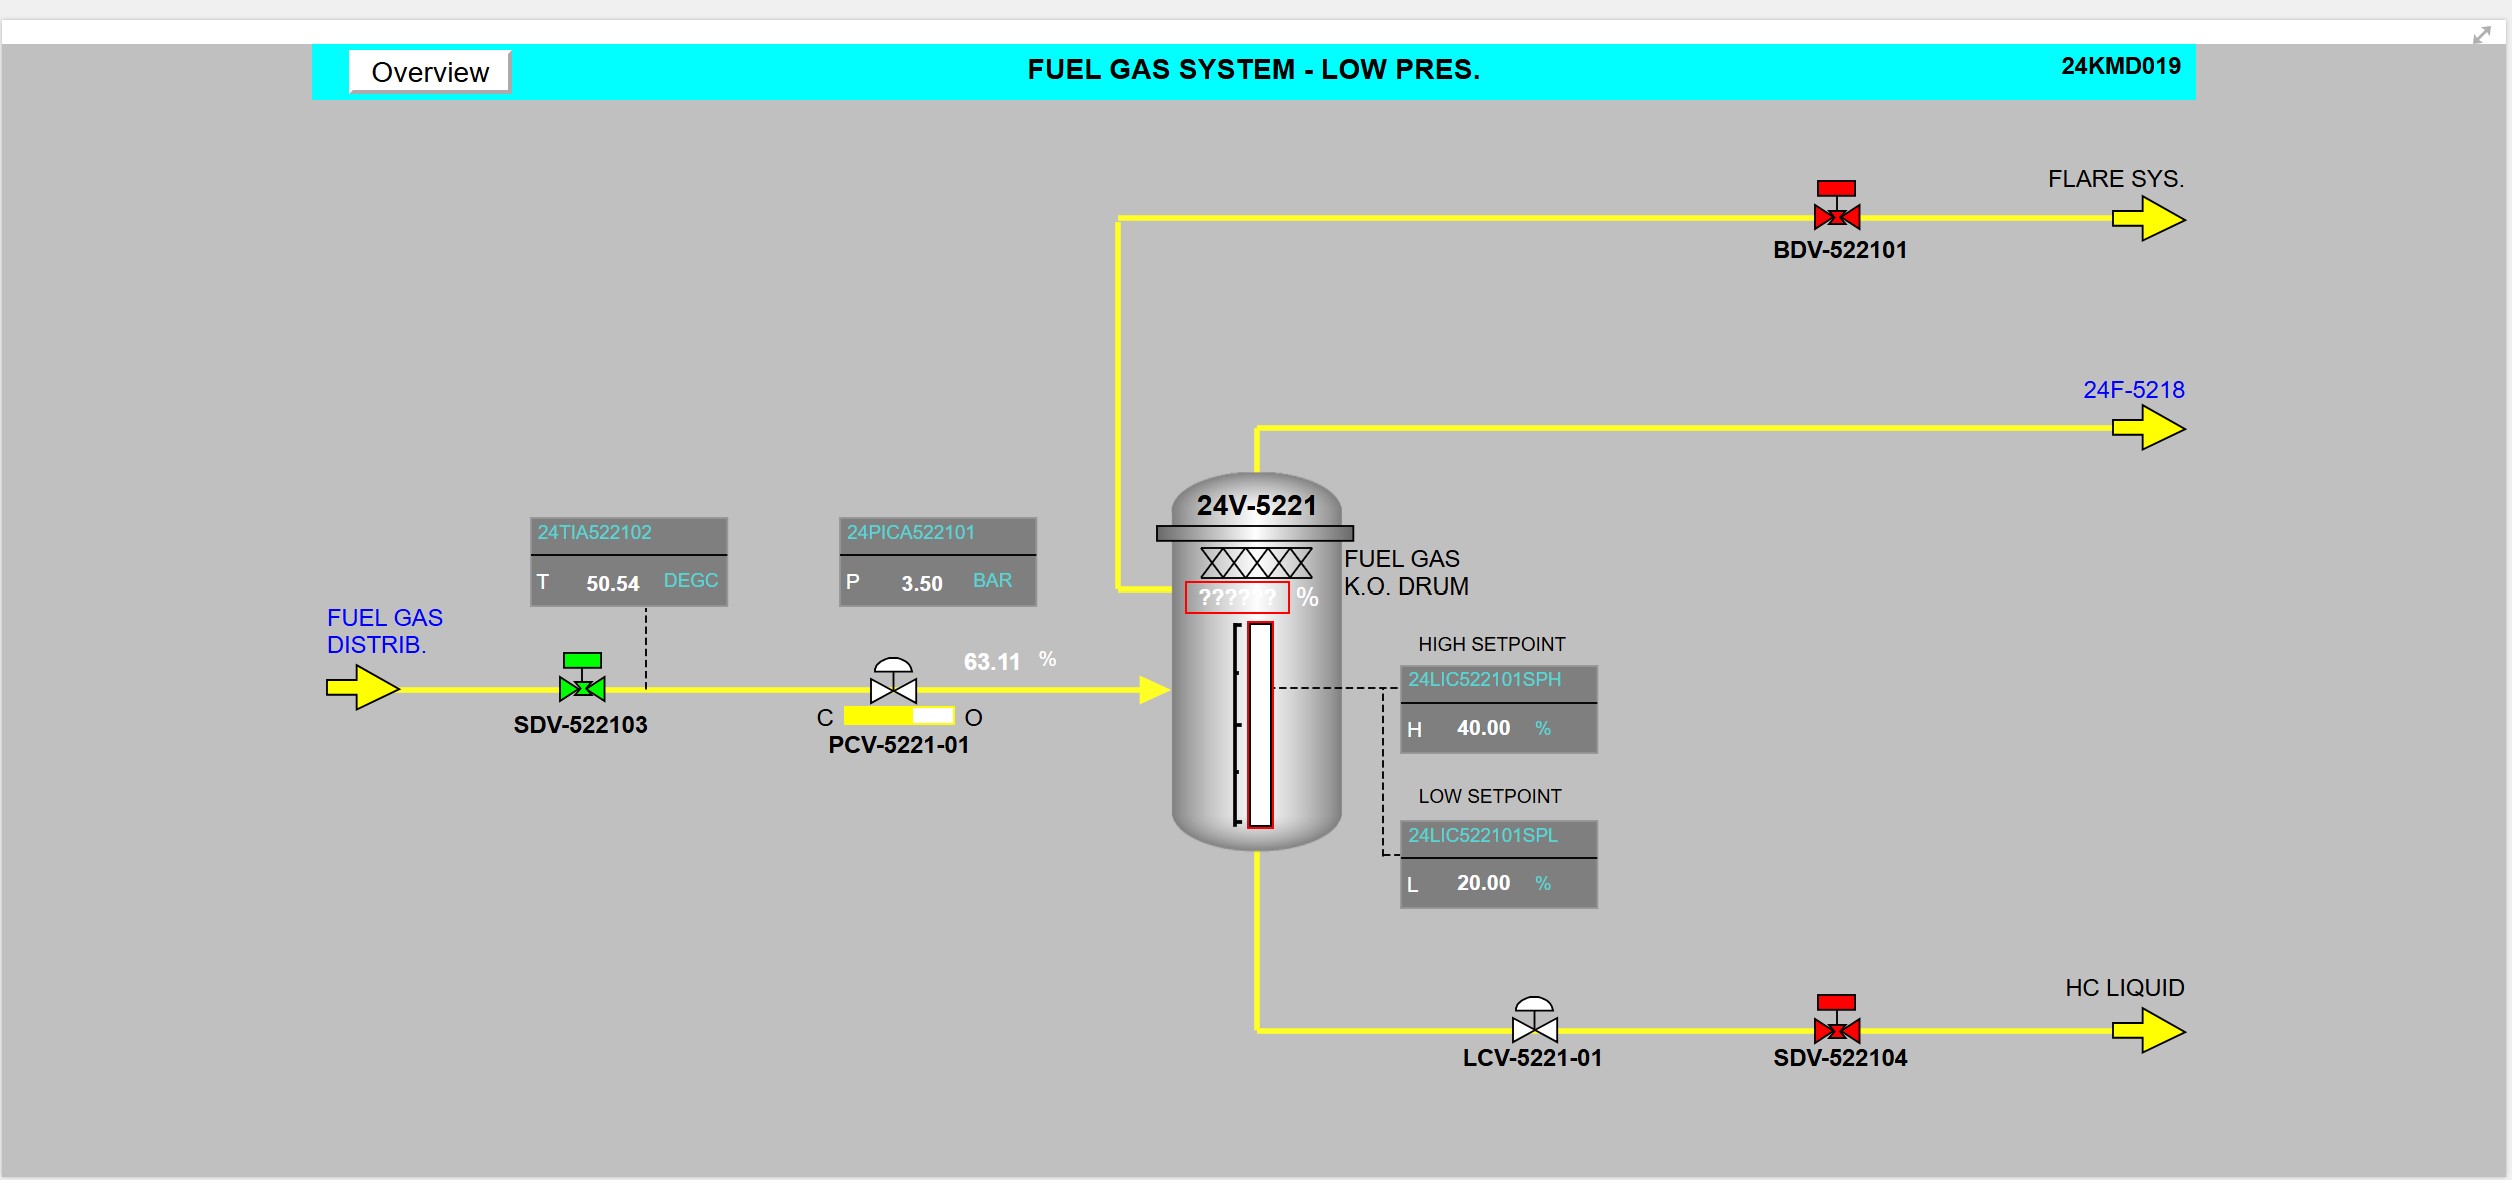 Overview
FUEL GAS SYSTEM - LOW PRES.
24KMD019
FLARE SYS.
BDV-522101
24F-5218
24V-5221
24TIA522102
T 50.54 DEGC
24PICA522101
P 3.50 BAR
FUEL GAS
K.O. DRUM
?????? %
FUEL GAS
DISTRIB.
SDV-522103
63.11 %
C O
PCV-5221-01
HIGH SETPOINT
24LIC522101SPH
H 40.00 %
LOW SETPOINT
24LIC522101SPL
L 20.00 %
HC LIQUID
LCV-5221-01
SDV-522104